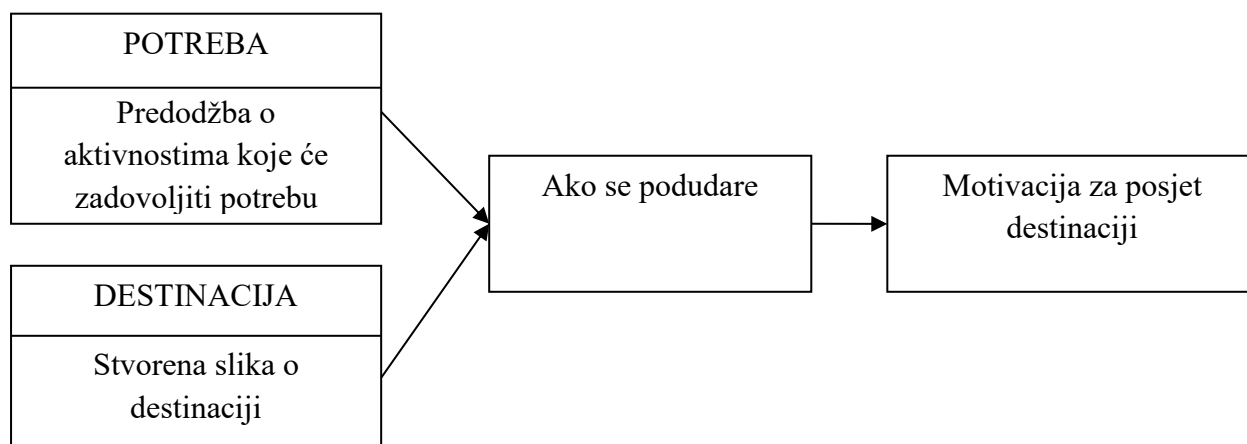 POTREBA
Predodžba o
aktivnostima koje će
zadovoljiti potrebu
DESTINACIJA
Stvorena slika o
destinaciji
Ako se podudare
Motivacija za posjet
destinaciji